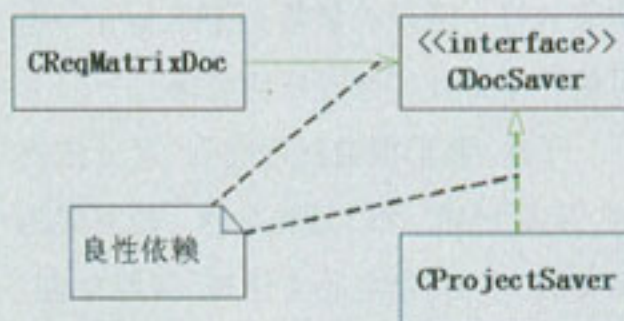 CReqMatrixDoc
<<interface>>
CDocSaver
良性依赖
CProjectSaver